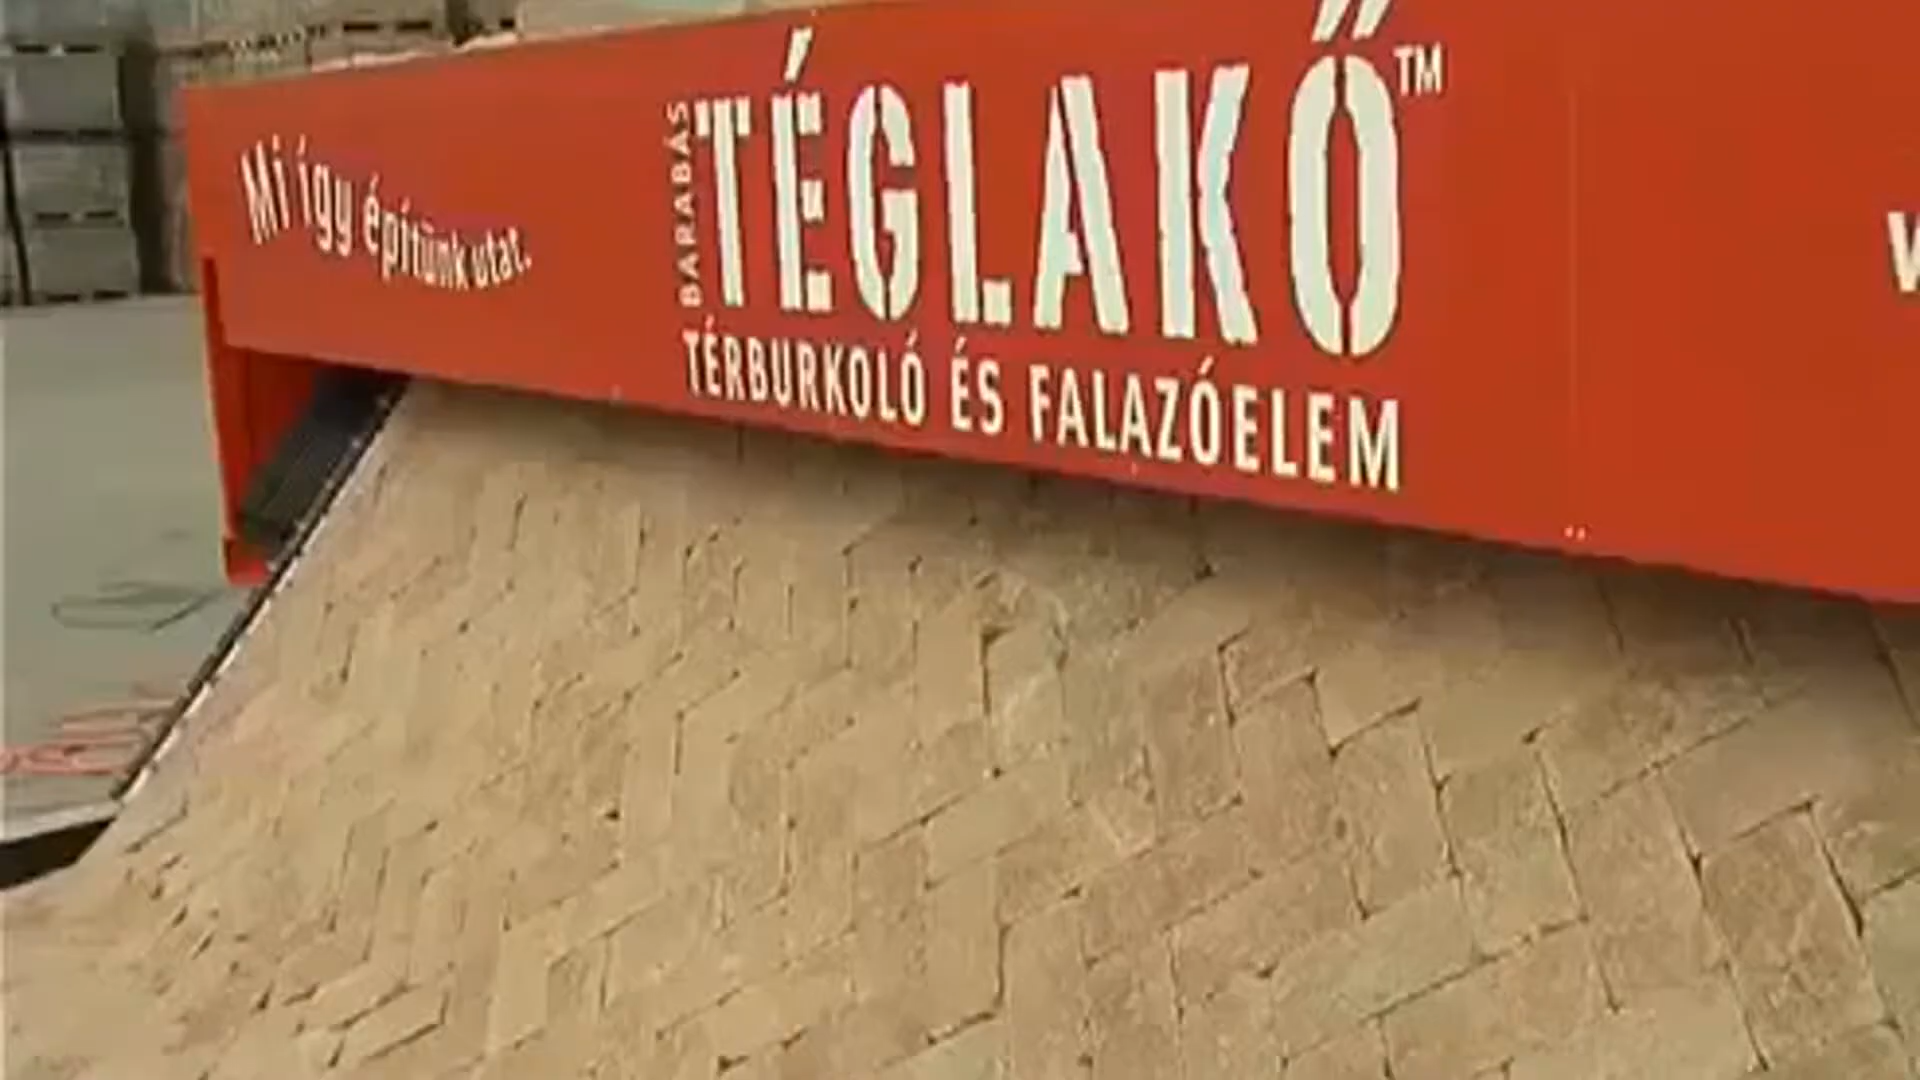 Mi így építünk utat.
BARABÁS
TÉGLAKŐ™
TÉRBURKOLÓ ÉS FALAZÓELEM